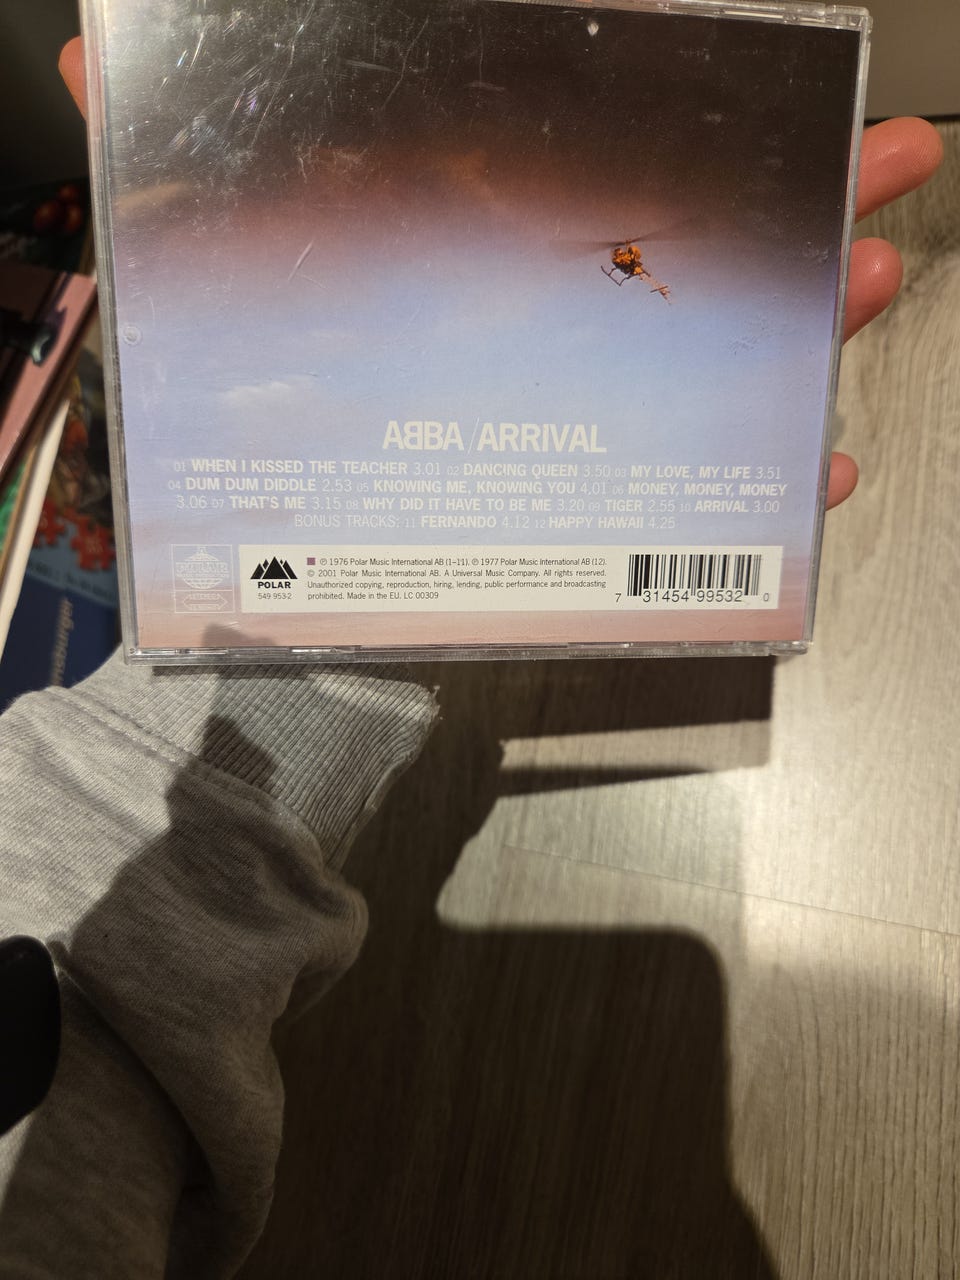 ABBA/ARRIVAL
01 WHEN I KISSED THE TEACHER 3.01 02 DANCING QUEEN 3.50 03 MY LOVE, MY LIFE 3.51
04 DUM DUM DIDDLE 2.53 05 KNOWING ME, KNOWING YOU 4.01 06 MONEY, MONEY, MONEY
3.06 07 THAT'S ME 3.15 08 WHY DID IT HAVE TO BE ME 3.20 09 TIGER 2.55 10 ARRIVAL 3.00
BONUS TRACKS: 11 FERNANDO 4.12 12 HAPPY HAWAII 4.25
POLAR
STEREO
POLAR
549 953-2
℗ 1976 Polar Music International AB (1–11). ℗ 1977 Polar Music International AB (12).
© 2001 Polar Music International AB. A Universal Music Company. All rights reserved.
Unauthorized copying, reproduction, hiring, lending, public performance and broadcasting
prohibited. Made in the EU. LC 00309
7 31454 99532 0